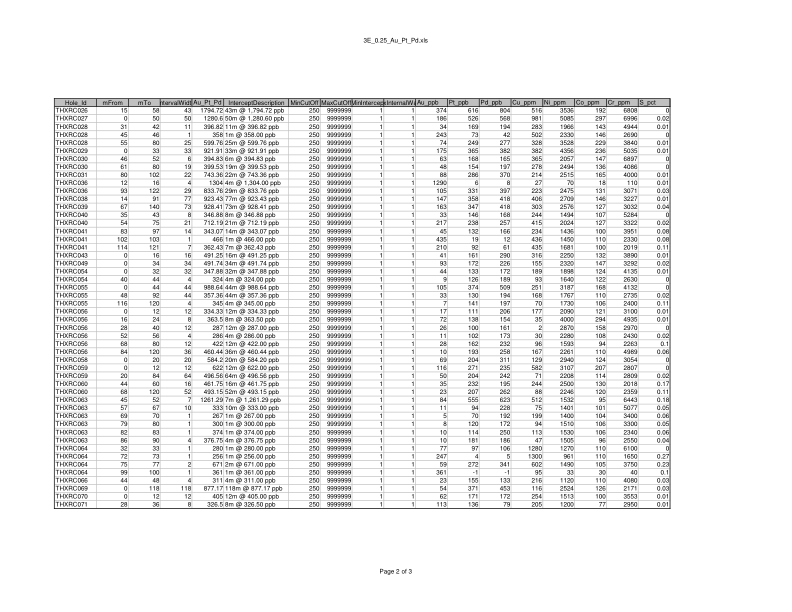 3E_0.25_Au_Pt_Pd.xls
Hole_Id mFrom mTo IntervalWidt Au_Pt_Pd InterceptDescription MinCutOff MaxCutOff MinIntercept InternalWa Au_ppb Pt_ppb Pd_ppb Cu_ppm Ni_ppm Co_ppm Cr_ppm S_pct
THXRC026 15 58 43 1794.72 43m @ 1,794.72 ppb 250 9999999 1 1 374 616 804 516 3536 192 6808 0
THXRC027 0 50 50 1280.6 50m @ 1,280.60 ppb 250 9999999 1 1 186 526 568 981 5085 297 6996 0.02
THXRC028 31 42 11 396.82 11m @ 396.82 ppb 250 9999999 1 1 34 169 194 283 1966 143 4944 0.01
THXRC028 45 46 1 358 1m @ 358.00 ppb 250 9999999 1 1 243 73 42 502 2330 146 2690 0
THXRC028 55 80 25 599.76 25m @ 599.76 ppb 250 9999999 1 1 74 249 277 328 3528 229 3840 0.01
THXRC029 0 33 33 921.91 33m @ 921.91 ppb 250 9999999 1 1 175 365 382 382 4356 236 5035 0.01
THXRC030 46 52 6 394.83 6m @ 394.83 ppb 250 9999999 1 1 63 168 165 365 2057 147 6897 0
THXRC030 61 80 19 399.53 19m @ 399.53 ppb 250 9999999 1 1 48 154 197 278 2494 136 4086 0
THXRC031 80 102 22 743.36 22m @ 743.36 ppb 250 9999999 1 1 88 286 370 214 2515 165 4000 0.01
THXRC036 12 16 4 1304 4m @ 1,304.00 ppb 250 9999999 1 1 1290 6 8 27 70 18 110 0.01
THXRC036 93 122 29 833.76 29m @ 833.76 ppb 250 9999999 1 1 105 331 397 223 2475 131 3071 0.03
THXRC038 14 91 77 923.43 77m @ 923.43 ppb 250 9999999 1 1 147 358 418 406 2709 146 3227 0.01
THXRC039 67 140 73 928.41 73m @ 928.41 ppb 250 9999999 1 1 163 347 418 303 2576 127 3032 0.04
THXRC040 35 43 8 346.88 8m @ 346.88 ppb 250 9999999 1 1 33 146 168 244 1494 107 5284 0
THXRC040 54 75 21 712.19 21m @ 712.19 ppb 250 9999999 1 1 217 238 257 415 2024 127 3322 0.02
THXRC041 83 97 14 343.07 14m @ 343.07 ppb 250 9999999 1 1 45 132 166 234 1436 100 3951 0.08
THXRC041 102 103 1 466 1m @ 466.00 ppb 250 9999999 1 1 435 19 12 436 1450 110 2330 0.08
THXRC041 114 121 7 362.43 7m @ 362.43 ppb 250 9999999 1 1 210 92 61 435 1681 100 2019 0.11
THXRC043 0 16 16 491.25 16m @ 491.25 ppb 250 9999999 1 1 41 161 290 316 2250 132 3890 0.01
THXRC049 0 34 34 491.74 34m @ 491.74 ppb 250 9999999 1 1 93 172 226 155 2320 147 3292 0.02
THXRC054 0 32 32 347.88 32m @ 347.88 ppb 250 9999999 1 1 44 133 172 189 1898 124 4135 0.01
THXRC054 40 44 4 324 4m @ 324.00 ppb 250 9999999 1 1 9 126 189 93 1640 122 2630 0
THXRC055 0 44 44 988.64 44m @ 988.64 ppb 250 9999999 1 1 105 374 509 251 3187 168 4132 0
THXRC055 48 92 44 357.36 44m @ 357.36 ppb 250 9999999 1 1 33 130 194 168 1767 110 2735 0.02
THXRC055 116 120 4 345 4m @ 345.00 ppb 250 9999999 1 1 7 141 197 70 1730 106 2400 0.11
THXRC056 0 12 12 334.33 12m @ 334.33 ppb 250 9999999 1 1 17 111 206 177 2090 121 3100 0.01
THXRC056 16 24 8 363.5 8m @ 363.50 ppb 250 9999999 1 1 72 138 154 35 4000 294 4935 0.01
THXRC056 28 40 12 287 12m @ 287.00 ppb 250 9999999 1 1 26 100 161 2 2870 158 2970 0
THXRC056 52 56 4 286 4m @ 286.00 ppb 250 9999999 1 1 11 102 173 30 2280 108 2430 0.02
THXRC056 68 80 12 422 12m @ 422.00 ppb 250 9999999 1 1 28 162 232 96 1593 94 2263 0.1
THXRC056 84 120 36 460.44 36m @ 460.44 ppb 250 9999999 1 1 10 193 258 167 2261 110 4989 0.06
THXRC058 0 20 20 584.2 20m @ 584.20 ppb 250 9999999 1 1 69 204 311 129 2940 124 3054 0
THXRC059 0 12 12 622 12m @ 622.00 ppb 250 9999999 1 1 116 271 235 582 3107 207 2807 0
THXRC059 20 84 64 496.56 64m @ 496.56 ppb 250 9999999 1 1 50 204 242 71 2208 114 2809 0.02
THXRC060 44 60 16 461.75 16m @ 461.75 ppb 250 9999999 1 1 35 232 195 244 2500 130 2018 0.17
THXRC060 68 120 52 493.15 52m @ 493.15 ppb 250 9999999 1 1 23 207 262 88 2246 120 2359 0.11
THXRC063 45 52 7 1261.29 7m @ 1,261.29 ppb 250 9999999 1 1 84 555 623 512 1532 95 6443 0.18
THXRC063 57 67 10 333 10m @ 333.00 ppb 250 9999999 1 1 11 94 228 75 1401 101 5077 0.05
THXRC063 69 70 1 267 1m @ 267.00 ppb 250 9999999 1 1 5 70 192 199 1400 104 3400 0.06
THXRC063 79 80 1 300 1m @ 300.00 ppb 250 9999999 1 1 8 120 172 94 1510 106 3300 0.05
THXRC063 82 83 1 374 1m @ 374.00 ppb 250 9999999 1 1 10 114 250 113 1530 106 2340 0.06
THXRC063 86 90 4 376.75 4m @ 376.75 ppb 250 9999999 1 1 10 181 186 47 1505 96 2550 0.04
THXRC064 32 33 1 280 1m @ 280.00 ppb 250 9999999 1 1 77 97 106 1280 1270 110 6100 0
THXRC064 72 73 1 256 1m @ 256.00 ppb 250 9999999 1 1 247 4 5 1300 961 110 1650 0.27
THXRC064 75 77 2 671 2m @ 671.00 ppb 250 9999999 1 1 59 272 341 602 1490 105 3750 0.23
THXRC064 99 100 1 361 1m @ 361.00 ppb 250 9999999 1 1 361 -1 -1 95 33 30 40 0.1
THXRC066 44 48 4 311 4m @ 311.00 ppb 250 9999999 1 1 23 155 133 216 1120 110 4080 0.03
THXRC069 0 118 118 877.17 118m @ 877.17 ppb 250 9999999 1 1 54 371 453 116 2524 126 2171 0.03
THXRC070 0 12 12 405 12m @ 405.00 ppb 250 9999999 1 1 62 171 172 254 1513 100 3553 0.01
THXRC071 28 36 8 326.5 8m @ 326.50 ppb 250 9999999 1 1 113 136 79 205 1200 77 2950 0.01
Page 2 of 3